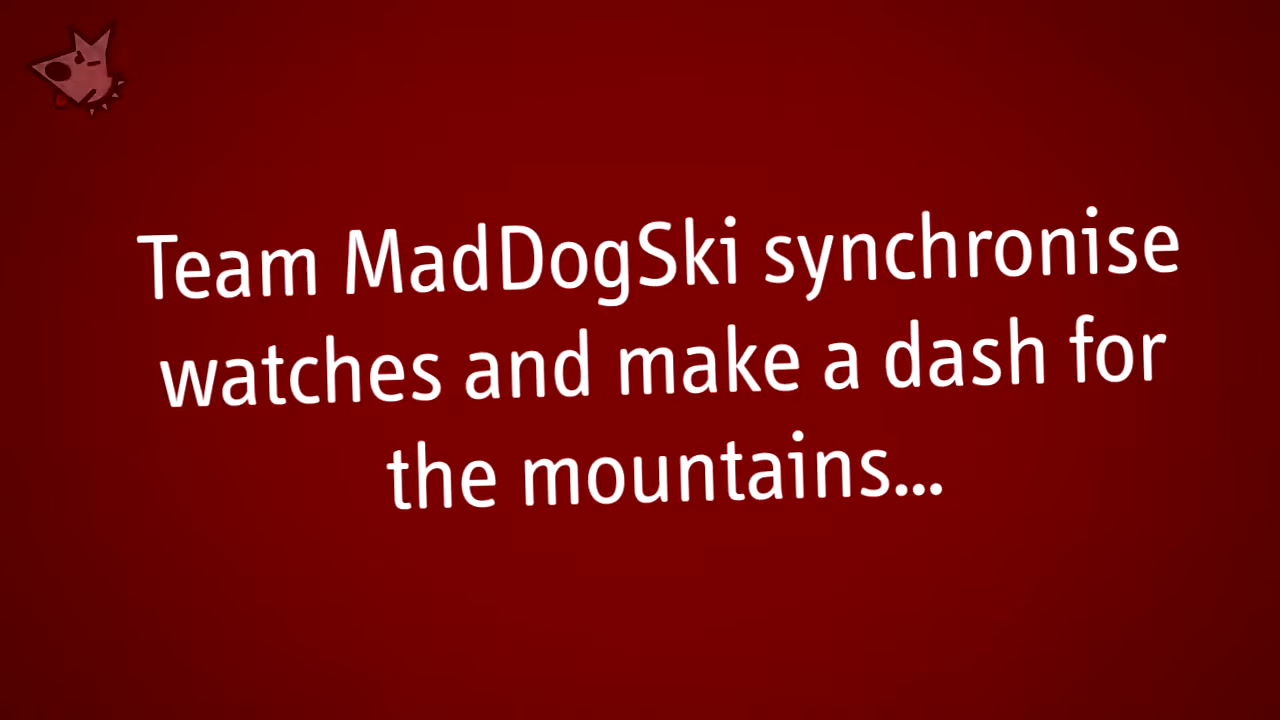 Team MadDogSki synchronise
watches and make a dash for
the mountains...